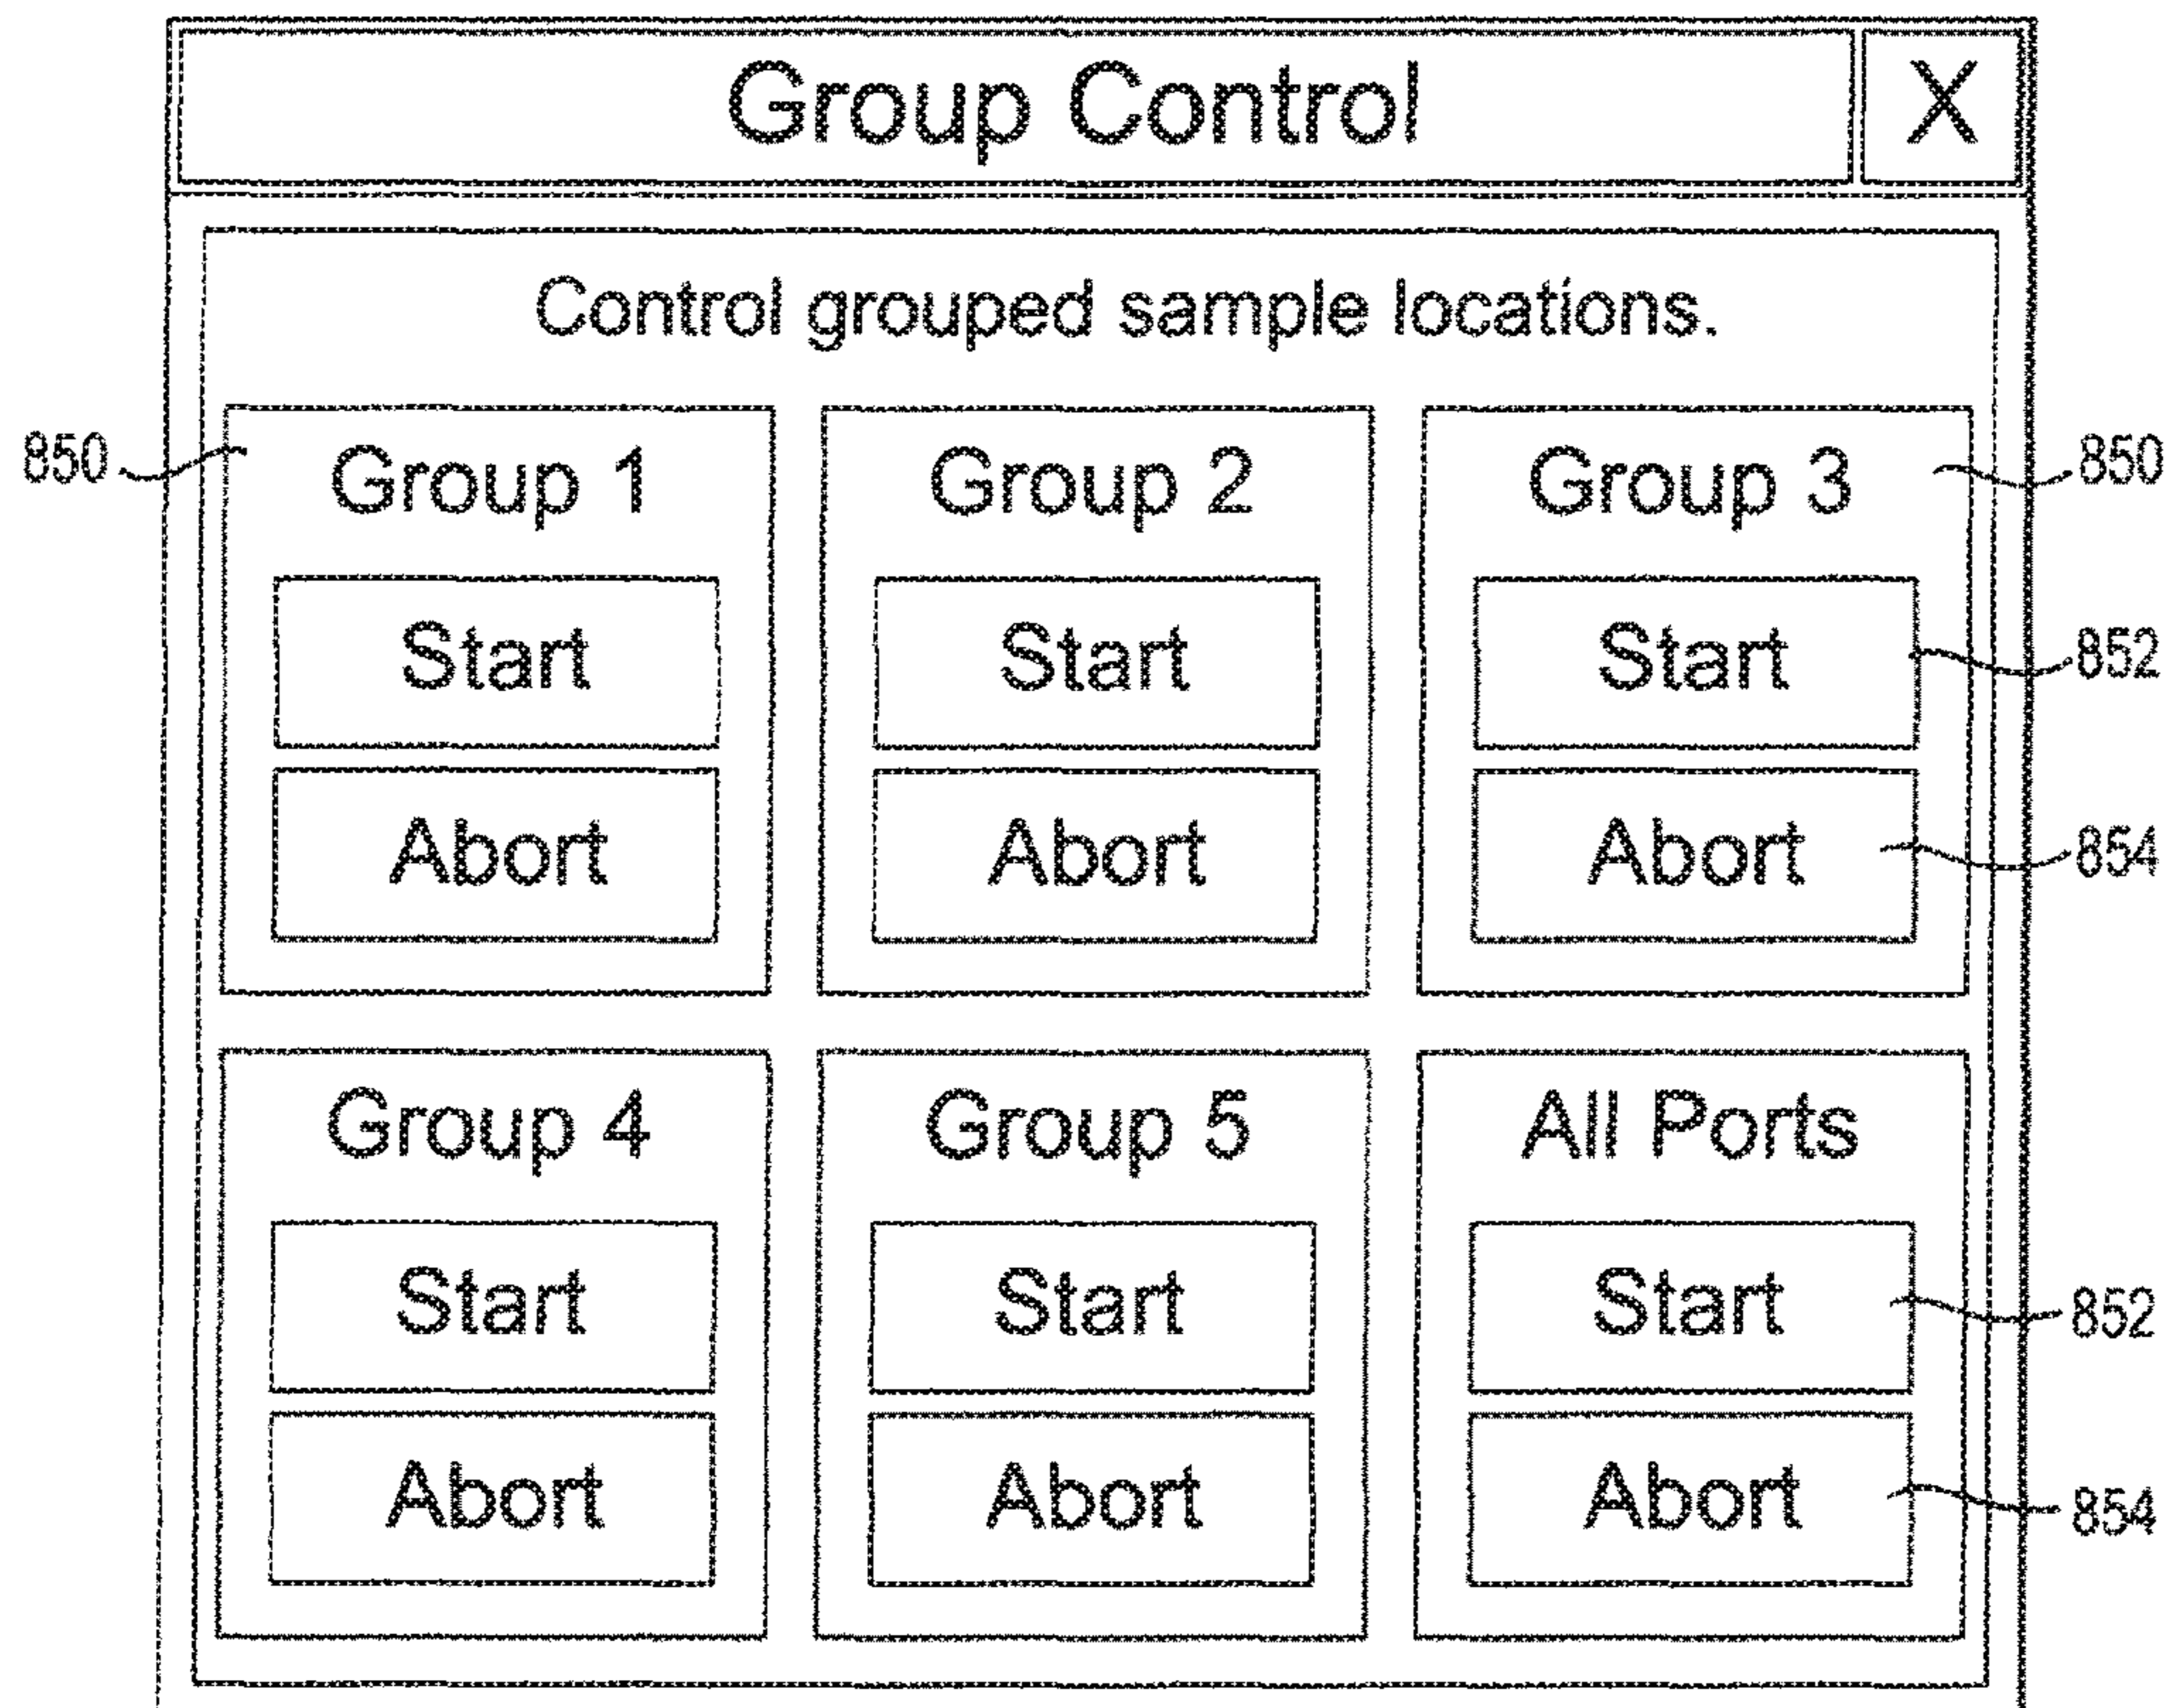 Group Control X
Control grouped sample locations.
850 Group 1 Group 2 Group 3 850
Start Start Start 852
Abort Abort Abort 854
Group 4 Group 5 All Ports
Start Start Start 852
Abort Abort Abort 854